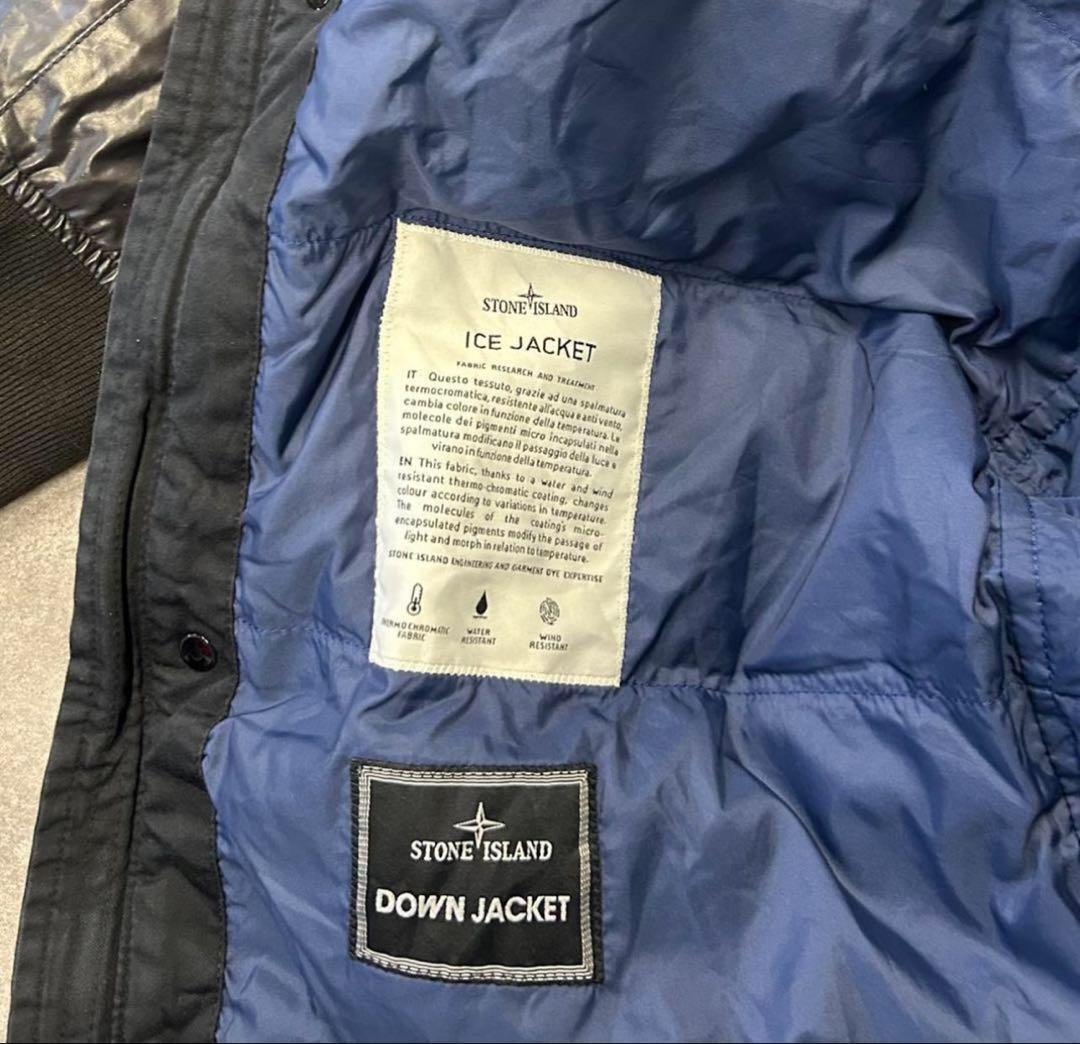 STONE ISLAND
ICE JACKET
FABRIC RESEARCH AND TREATMENT
IT Questo tessuto, grazie ad una spalmatura
termocromatica, resistente all'acqua e anti vento,
cambia colore in funzione della temperatura. Le
molecole dei pigmenti micro incapsulati nella
spalmatura modificano il passaggio della luce e
virano in funzione della temperatura.
EN This fabric, thanks to a water and wind
resistant thermo-chromatic coating, changes
colour according to variations in temperature.
The molecules of the coating's micro-
encapsulated pigments modify the passage of
light and morph in relation to temperature.
STONE ISLAND ENGINEERING AND GARMENT DYE EXPERTISE
THERMOCHROMATIC
FABRIC
WATER
RESISTANT
WIND
RESISTANT
STONE ISLAND
DOWN JACKET